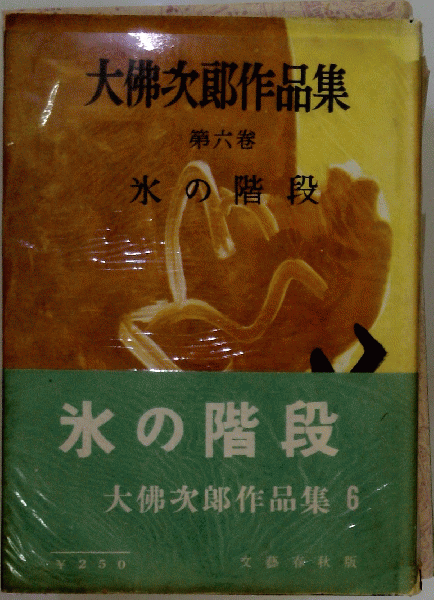 大佛次郎作品集
第六卷
氷の階段
氷の階段
大佛次郎作品集 6
¥250
文藝春秋版